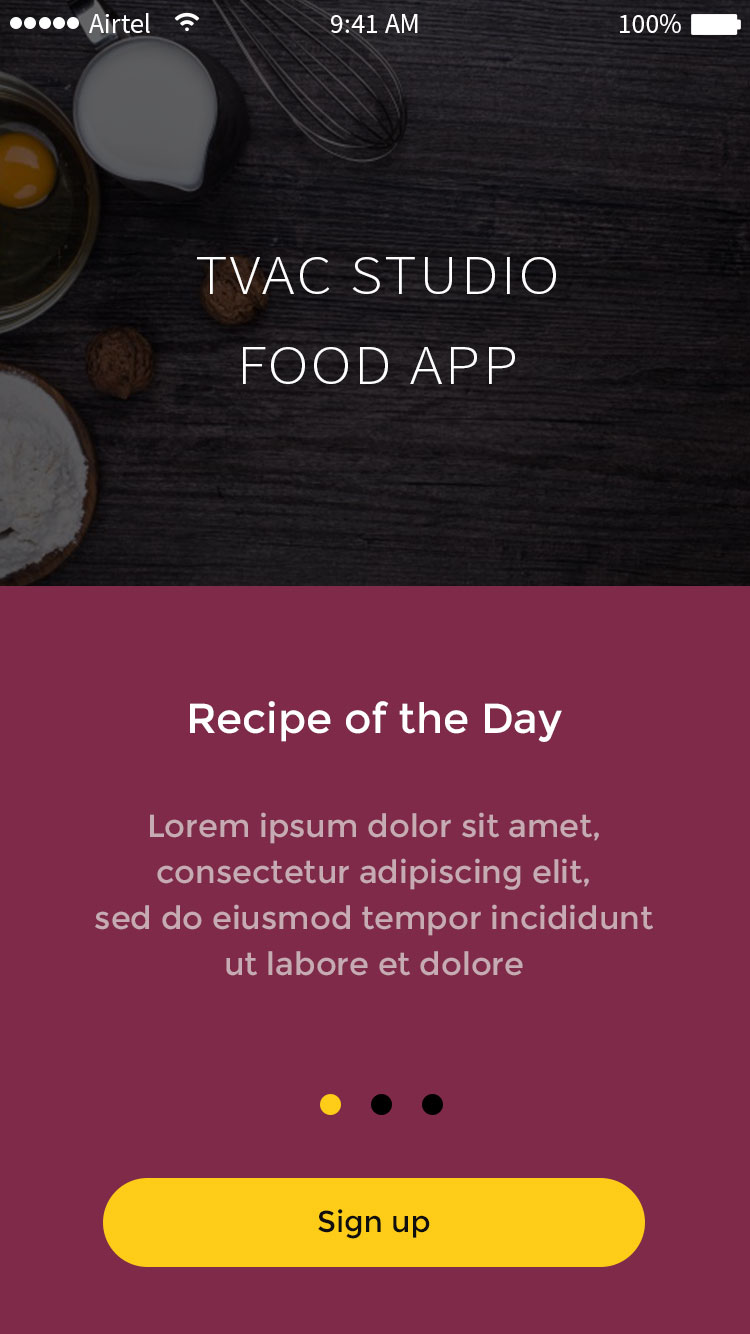 Airtel 9:41 AM 100%
TVAC STUDIO
FOOD APP
Recipe of the Day
Lorem ipsum dolor sit amet,
consectetur adipiscing elit,
sed do eiusmod tempor incididunt
ut labore et dolore
Sign up